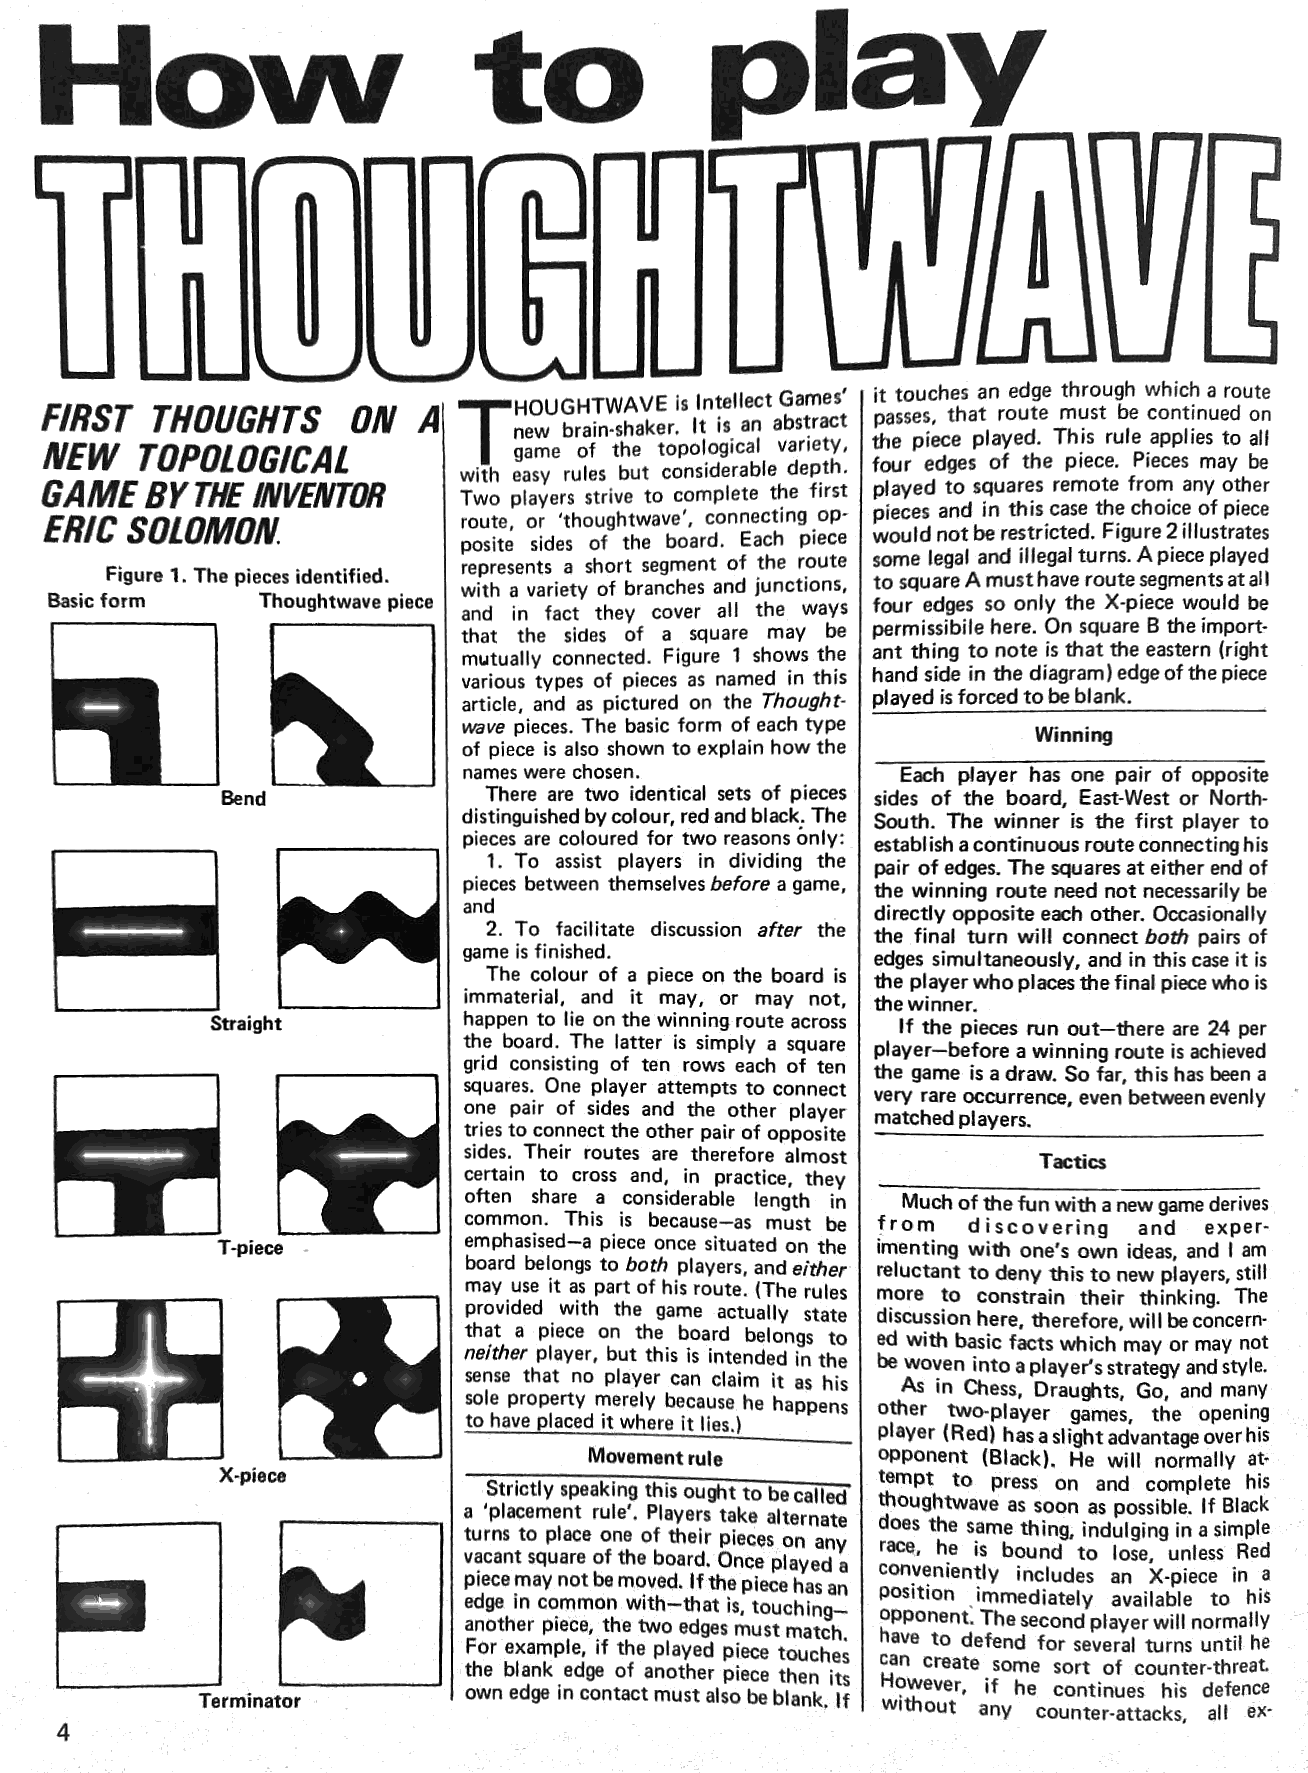 How to play
THOUGHTWAVE
FIRST THOUGHTS ON A
NEW TOPOLOGICAL
GAME BY THE INVENTOR
ERIC SOLOMON.
Figure 1. The pieces identified.
Basic form Thoughtwave piece
Bend
Straight
T-piece
X-piece
Terminator
4
THOUGHTWAVE is Intellect Games'
new brain-shaker. It is an abstract
game of the topological variety,
with easy rules but considerable depth.
Two players strive to complete the first
route, or 'thoughtwave', connecting op-
posite sides of the board. Each piece
represents a short segment of the route
with a variety of branches and junctions,
and in fact they cover all the ways
that the sides of a square may be
mutually connected. Figure 1 shows the
various types of pieces as named in this
article, and as pictured on the Thought-
wave pieces. The basic form of each type
of piece is also shown to explain how the
names were chosen.
There are two identical sets of pieces
distinguished by colour, red and black. The
pieces are coloured for two reasons only:
1. To assist players in dividing the
pieces between themselves before a game,
and
2. To facilitate discussion after the
game is finished.
The colour of a piece on the board is
immaterial, and it may, or may not,
happen to lie on the winning route across
the board. The latter is simply a square
grid consisting of ten rows each of ten
squares. One player attempts to connect
one pair of sides and the other player
tries to connect the other pair of opposite
sides. Their routes are therefore almost
certain to cross and, in practice, they
often share a considerable length in
common. This is because—as must be
emphasised—a piece once situated on the
board belongs to both players, and either
may use it as part of his route. (The rules
provided with the game actually state
that a piece on the board belongs to
neither player, but this is intended in the
sense that no player can claim it as his
sole property merely because he happens
to have placed it where it lies.)
Movement rule
Strictly speaking this ought to be called
a 'placement rule'. Players take alternate
turns to place one of their pieces on any
vacant square of the board. Once played a
piece may not be moved. If the piece has an
edge in common with—that is, touching—
another piece, the two edges must match.
For example, if the played piece touches
the blank edge of another piece then its
own edge in contact must also be blank. If
it touches an edge through which a route
passes, that route must be continued on
the piece played. This rule applies to all
four edges of the piece. Pieces may be
played to squares remote from any other
pieces and in this case the choice of piece
would not be restricted. Figure 2 illustrates
some legal and illegal turns. A piece played
to square A must have route segments at all
four edges so only the X-piece would be
permissibile here. On square B the import-
ant thing to note is that the eastern (right
hand side in the diagram) edge of the piece
played is forced to be blank.
Winning
Each player has one pair of opposite
sides of the board, East-West or North-
South. The winner is the first player to
establish a continuous route connecting his
pair of edges. The squares at either end of
the winning route need not necessarily be
directly opposite each other. Occasionally
the final turn will connect both pairs of
edges simultaneously, and in this case it is
the player who places the final piece who is
the winner.
If the pieces run out—there are 24 per
player—before a winning route is achieved
the game is a draw. So far, this has been a
very rare occurrence, even between evenly
matched players.
Tactics
Much of the fun with a new game derives
from discovering and exper-
imenting with one's own ideas, and I am
reluctant to deny this to new players, still
more to constrain their thinking. The
discussion here, therefore, will be concern-
ed with basic facts which may or may not
be woven into a player's strategy and style.
As in Chess, Draughts, Go, and many
other two-player games, the opening
player (Red) has a slight advantage over his
opponent (Black). He will normally at-
tempt to press on and complete his
thoughtwave as soon as possible. If Black
does the same thing, indulging in a simple
race, he is bound to lose, unless Red
conveniently includes an X-piece in a
position immediately available to his
opponent. The second player will normally
have to defend for several turns until he
can create some sort of counter-threat.
However, if he continues his defence
without any counter-attacks, all ex-